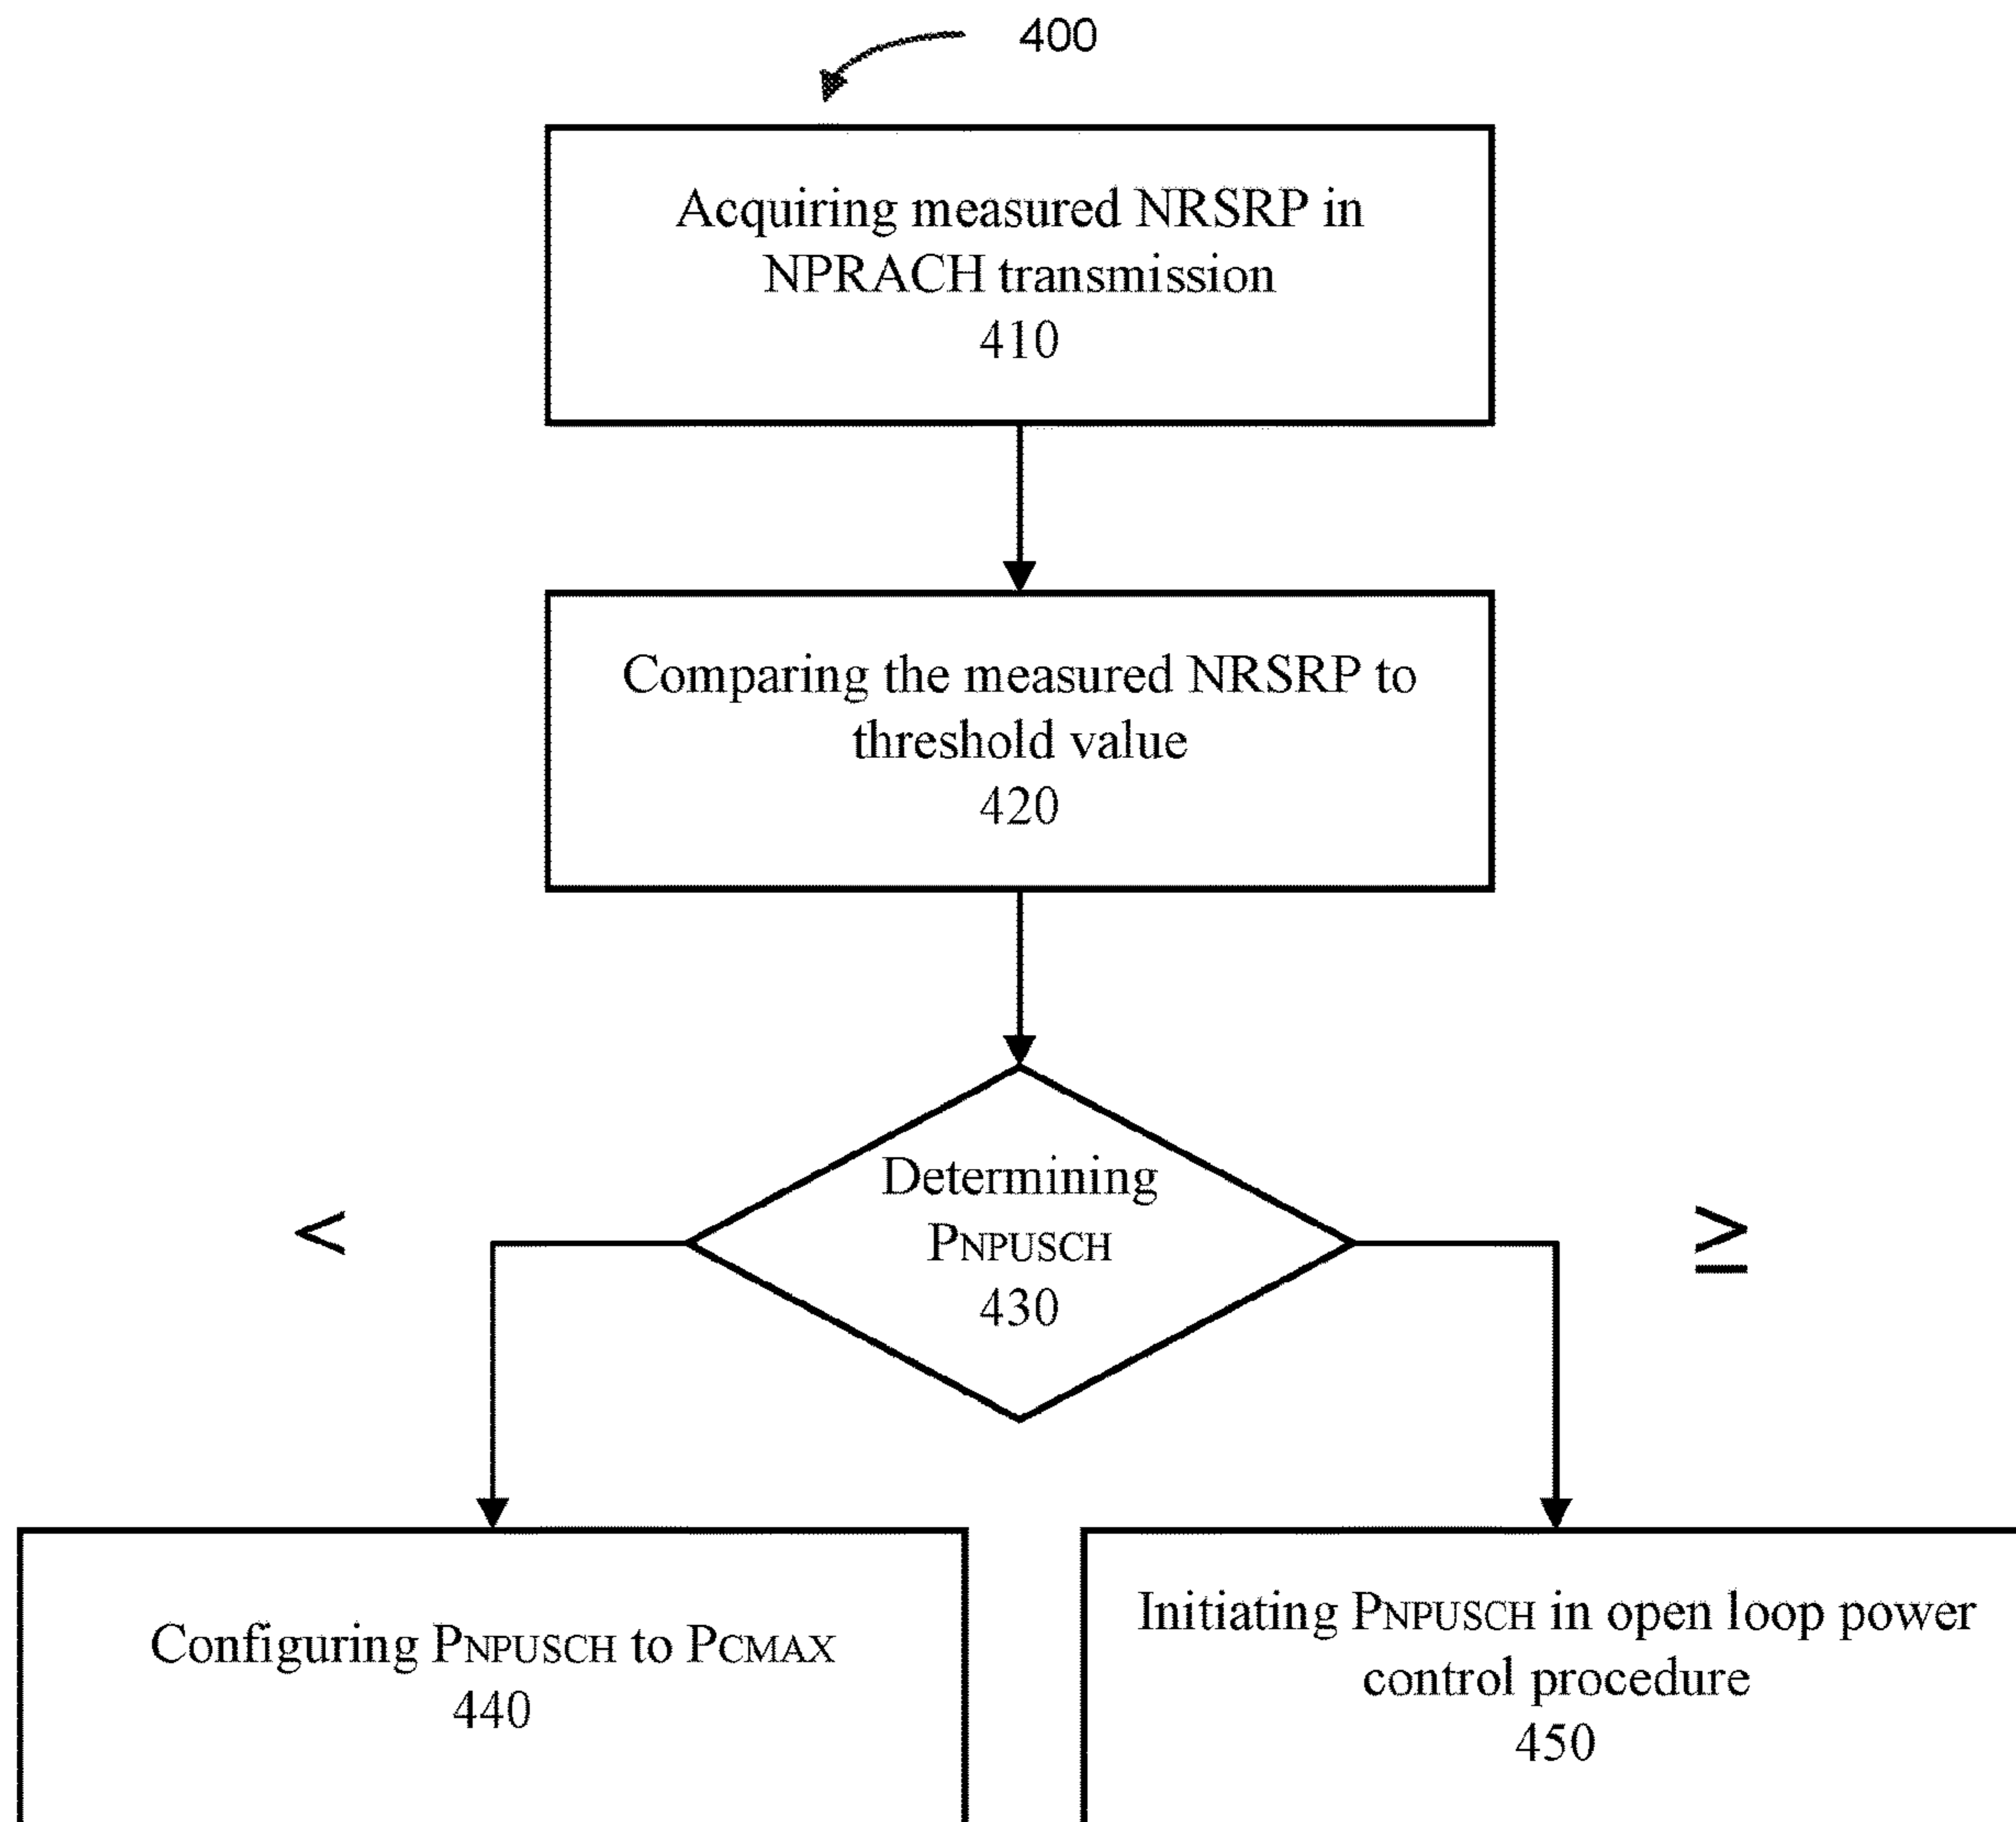 400
Acquiring measured NRSRP in
NPRACH transmission
410
Comparing the measured NRSRP to
threshold value
420
Determining
PNPUSCH
430
<
≥
Configuring PNPUSCH to PCMAX
440
Initiating PNPUSCH in open loop power
control procedure
450